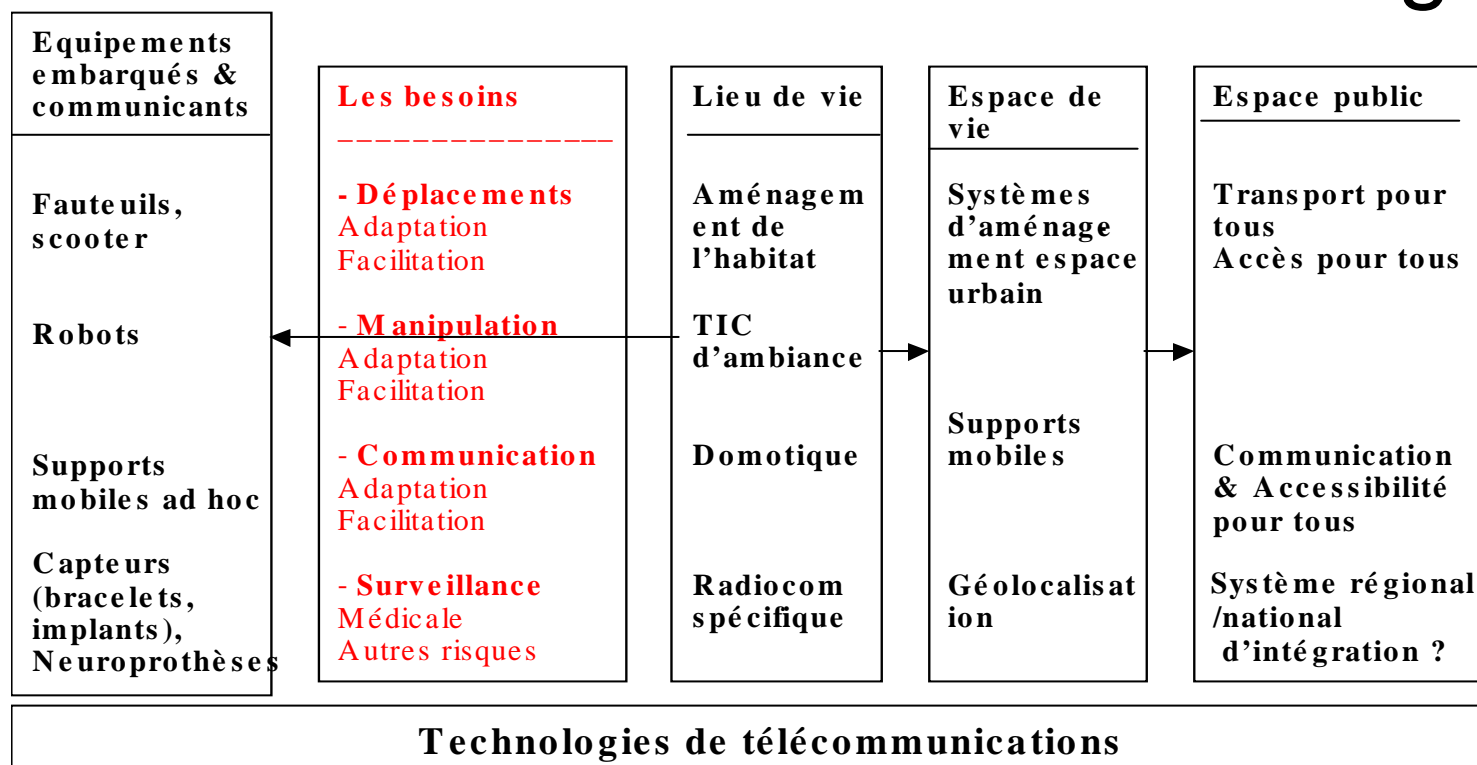 g
Equipements
embarqués &
communicants
Fauteuils,
scooter
Robots
Supports
mobiles ad hoc
Capteurs
(bracelets,
implants),
Neuroprothèses
Les besoins
_______________
- Déplacements
Adaptation
Facilitation
- Manipulation
Adaptation
Facilitation
- Communication
Adaptation
Facilitation
- Surveillance
Médicale
Autres risques
Lieu de vie
Aménagem
ent de
l'habitat
TIC
d'ambiance
Domotique
Radiocom
spécifique
Espace de
vie
Systèmes
d'aménage
ment espace
urbain
Supports
mobiles
Géolocalisat
ion
Espace public
Transport pour
tous
Accès pour tous
Communication
& Accessibilité
pour tous
Système régional
/national
d'intégration ?
Technologies de télécommunications